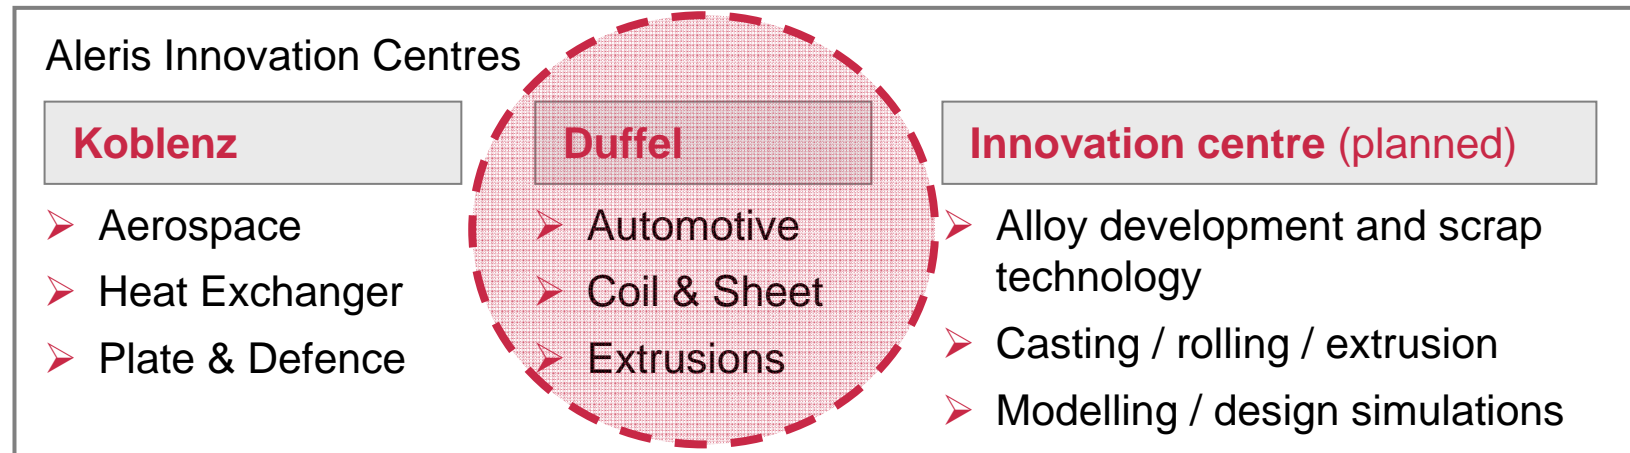 Aleris Innovation Centres
Koblenz
Aerospace
Heat Exchanger
Plate & Defence
Duffel
Automotive
Coil & Sheet
Extrusions
Innovation centre (planned)
Alloy development and scrap
technology
Casting / rolling / extrusion
Modelling / design simulations